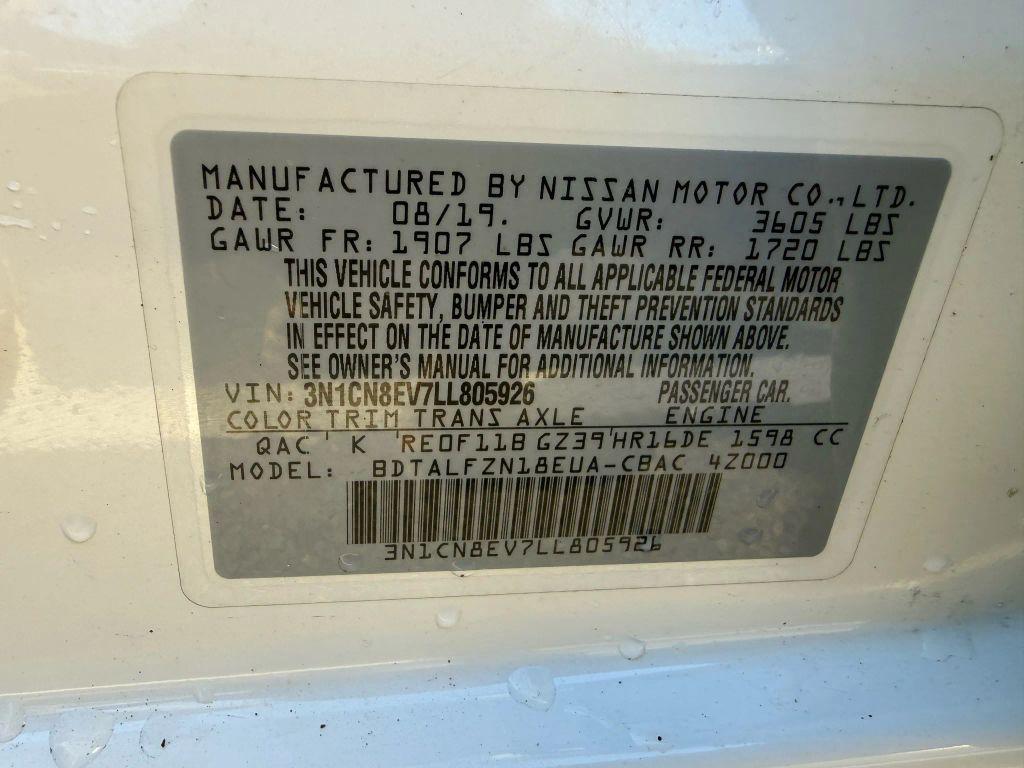 MANUFACTURED BY NISSAN MOTOR CO., LTD.
DATE: 08/19. GVWR: 3605 LBS
GAWR FR: 1907 LBS GAWR RR: 1720 LBS
THIS VEHICLE CONFORMS TO ALL APPLICABLE FEDERAL MOTOR
VEHICLE SAFETY, BUMPER AND THEFT PREVENTION STANDARDS
IN EFFECT ON THE DATE OF MANUFACTURE SHOWN ABOVE.
SEE OWNER'S MANUAL FOR ADDITIONAL INFORMATION.
VIN: 3N1CN8EV7LL805926 PASSENGER CAR.
COLOR TRIM TRANS AXLE ENGINE
QAC K RE0F11B GZ39 HR16DE 1598 CC
MODEL: BDTALFZN18EUA-CBAC 4Z000
3N1CN8EV7LL805926